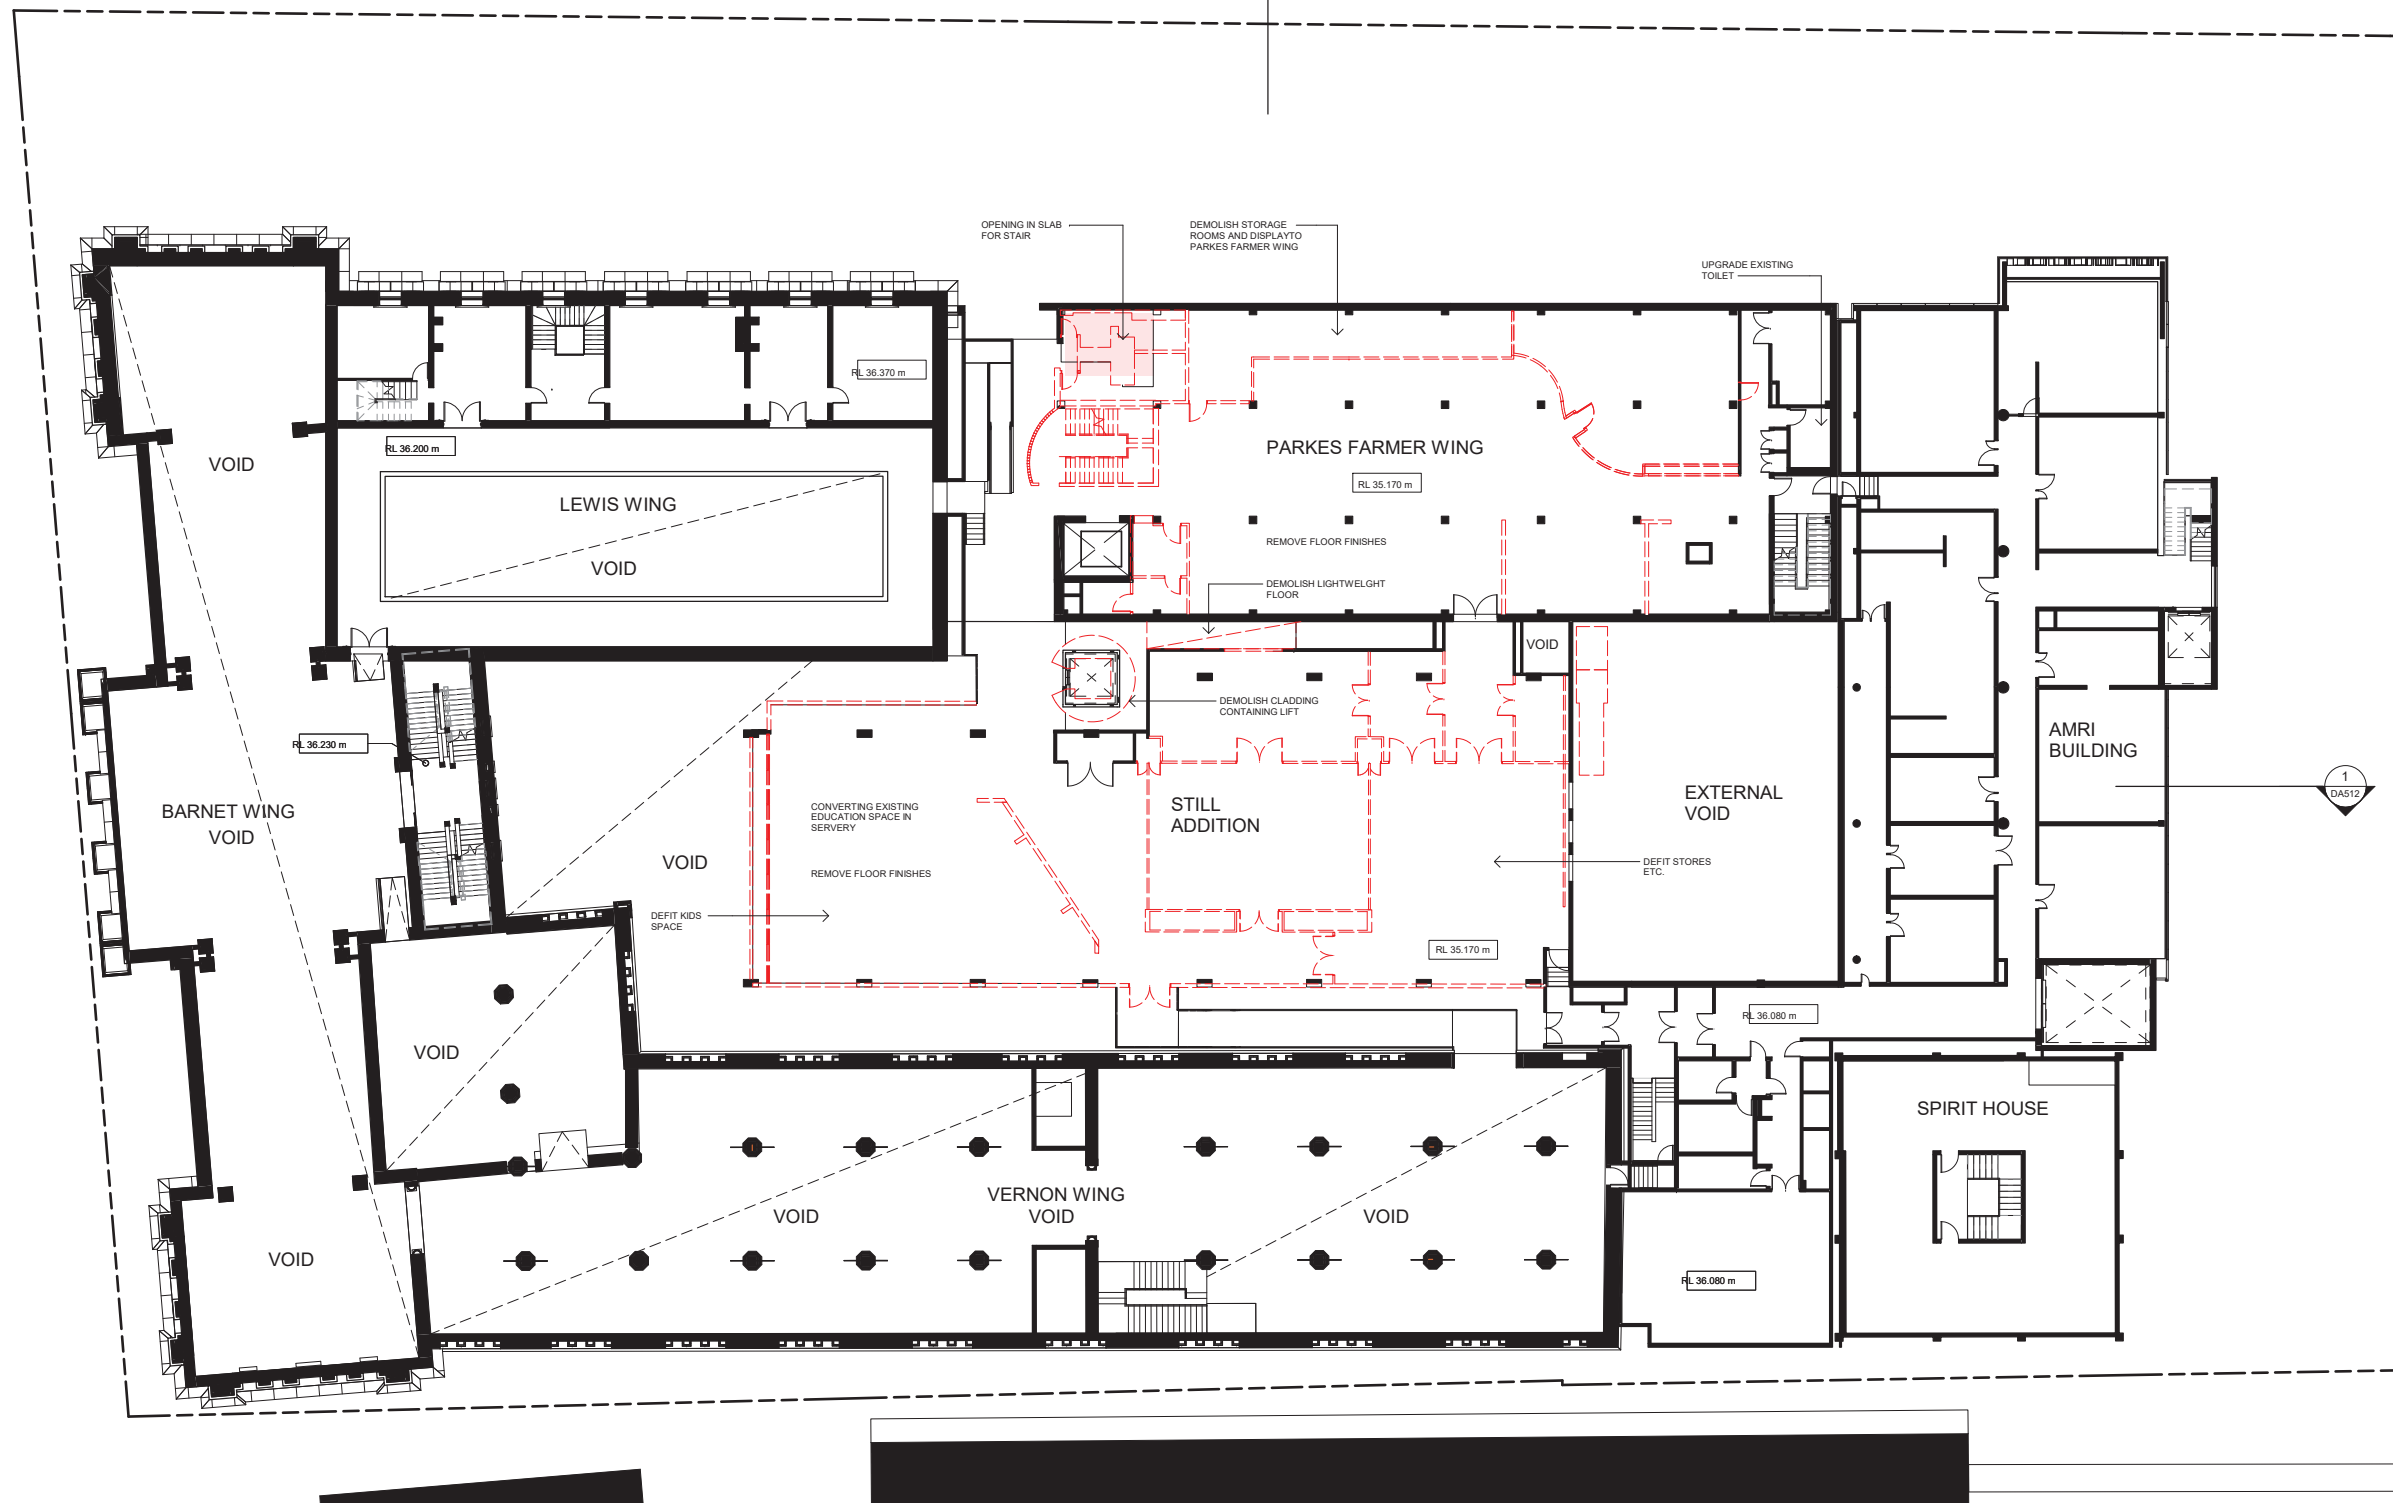 OPENING IN SLAB
FOR STAIR
DEMOLISH STORAGE
ROOMS AND DISPLAYTO
PARKES FARMER WING
UPGRADE EXISTING
TOILET
RL 36.370 m
RL 36.200 m
VOID
LEWIS WING
VOID
PARKES FARMER WING
RL 35.170 m
REMOVE FLOOR FINISHES
DEMOLISH LIGHTWELGHT
FLOOR
VOID
DEMOLISH CLADDING
CONTAINING LIFT
RL 36.230 m
BARNET WING
VOID
CONVERTING EXISTING
EDUCATION SPACE IN
SERVERY
REMOVE FLOOR FINISHES
VOID
DEFIT KIDS
SPACE
STILL
ADDITION
DEFIT STORES
ETC.
RL 35.170 m
EXTERNAL
VOID
AMRI
BUILDING
1
DA512
RL 36.080 m
VOID
SPIRIT HOUSE
VERNON WING
VOID
VOID
VOID
VOID
RL 36.080 m